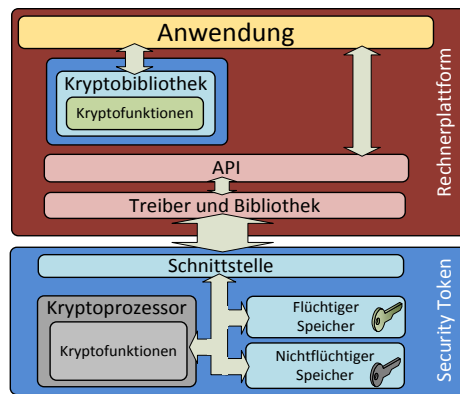 Anwendung
Kryptobibliothek
Kryptofunktionen
API
Treiber und Bibliothek
Rechnerplattform
Schnittstelle
Kryptoprozessor
Kryptofunktionen
Flüchtiger
Speicher
Nichtflüchtiger
Speicher
Security Token